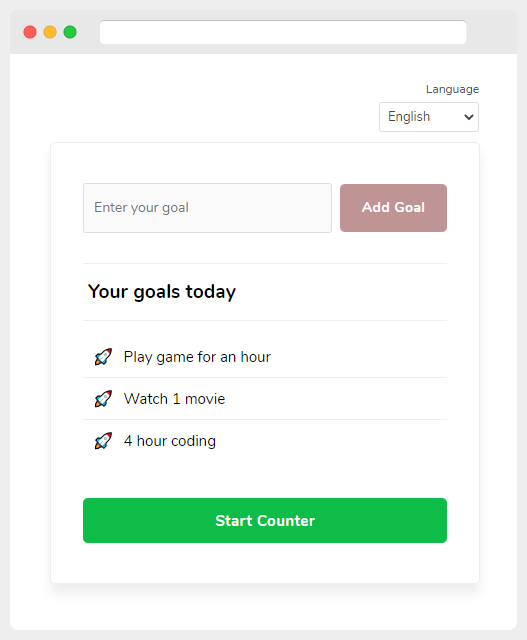 Language
English
Enter your goal
Add Goal
Your goals today
Play game for an hour
Watch 1 movie
4 hour coding
Start Counter